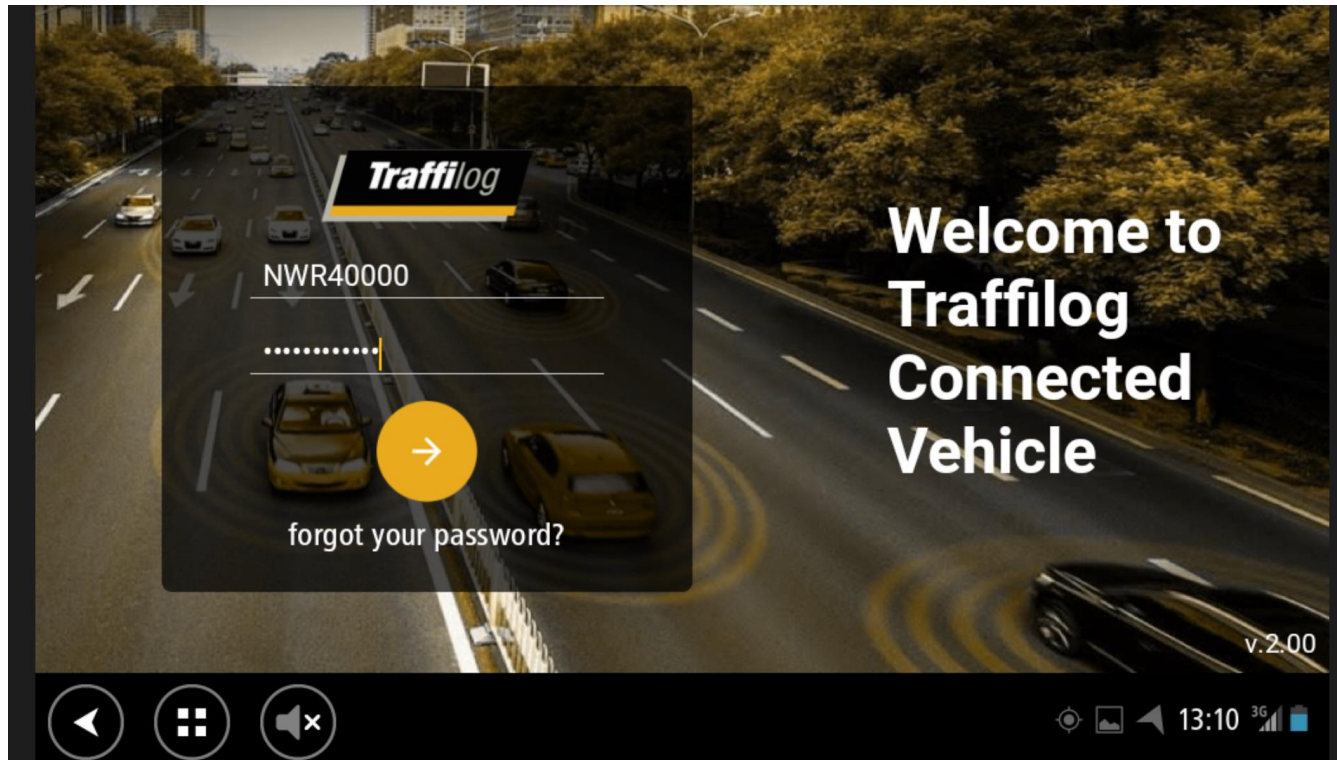 Traffilog
NWR40000
••••••••••••
forgot your password?
Welcome to
Traffilog
Connected
Vehicle
v.2.00
13:10 3G